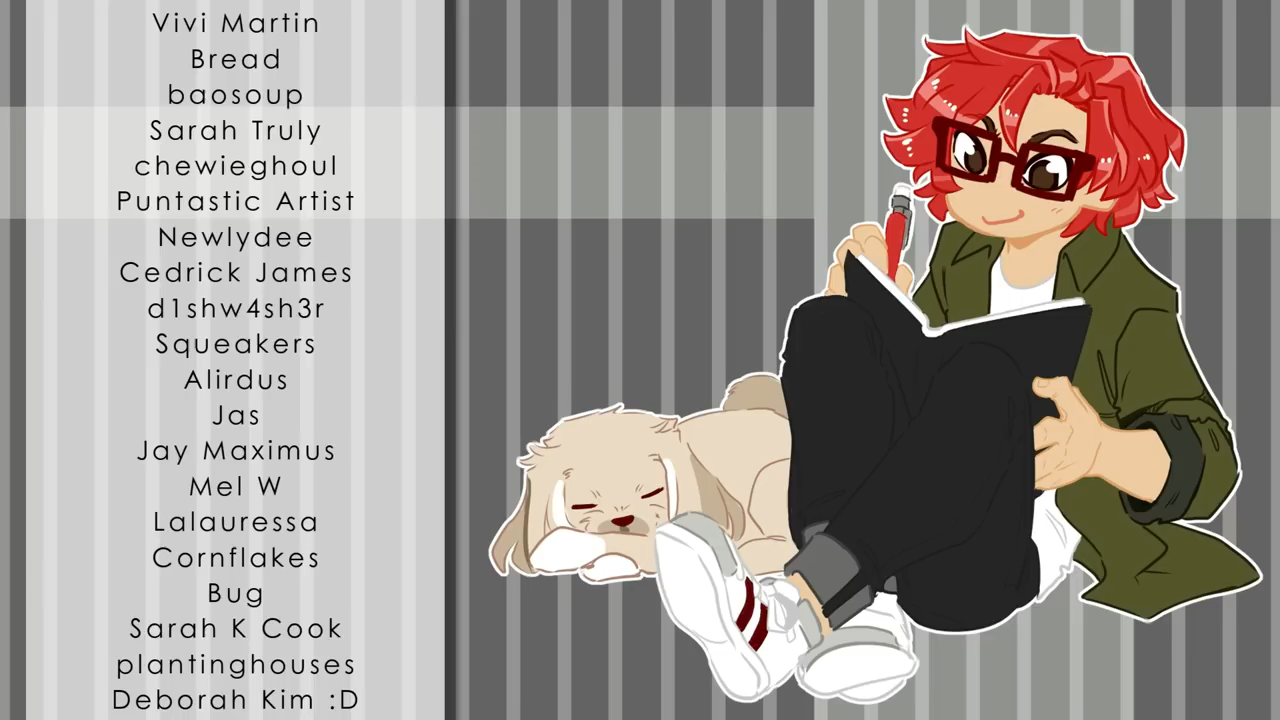 Vivi Martin
Bread
baosoup
Sarah Truly
chewieghoul
Puntastic Artist
Newlydee
Cedrick James
d1shw4sh3r
Squeakers
Alirdus
Jas
Jay Maximus
Mel W
Lalauressa
Cornflakes
Bug
Sarah K Cook
plantinghouses
Deborah Kim :D